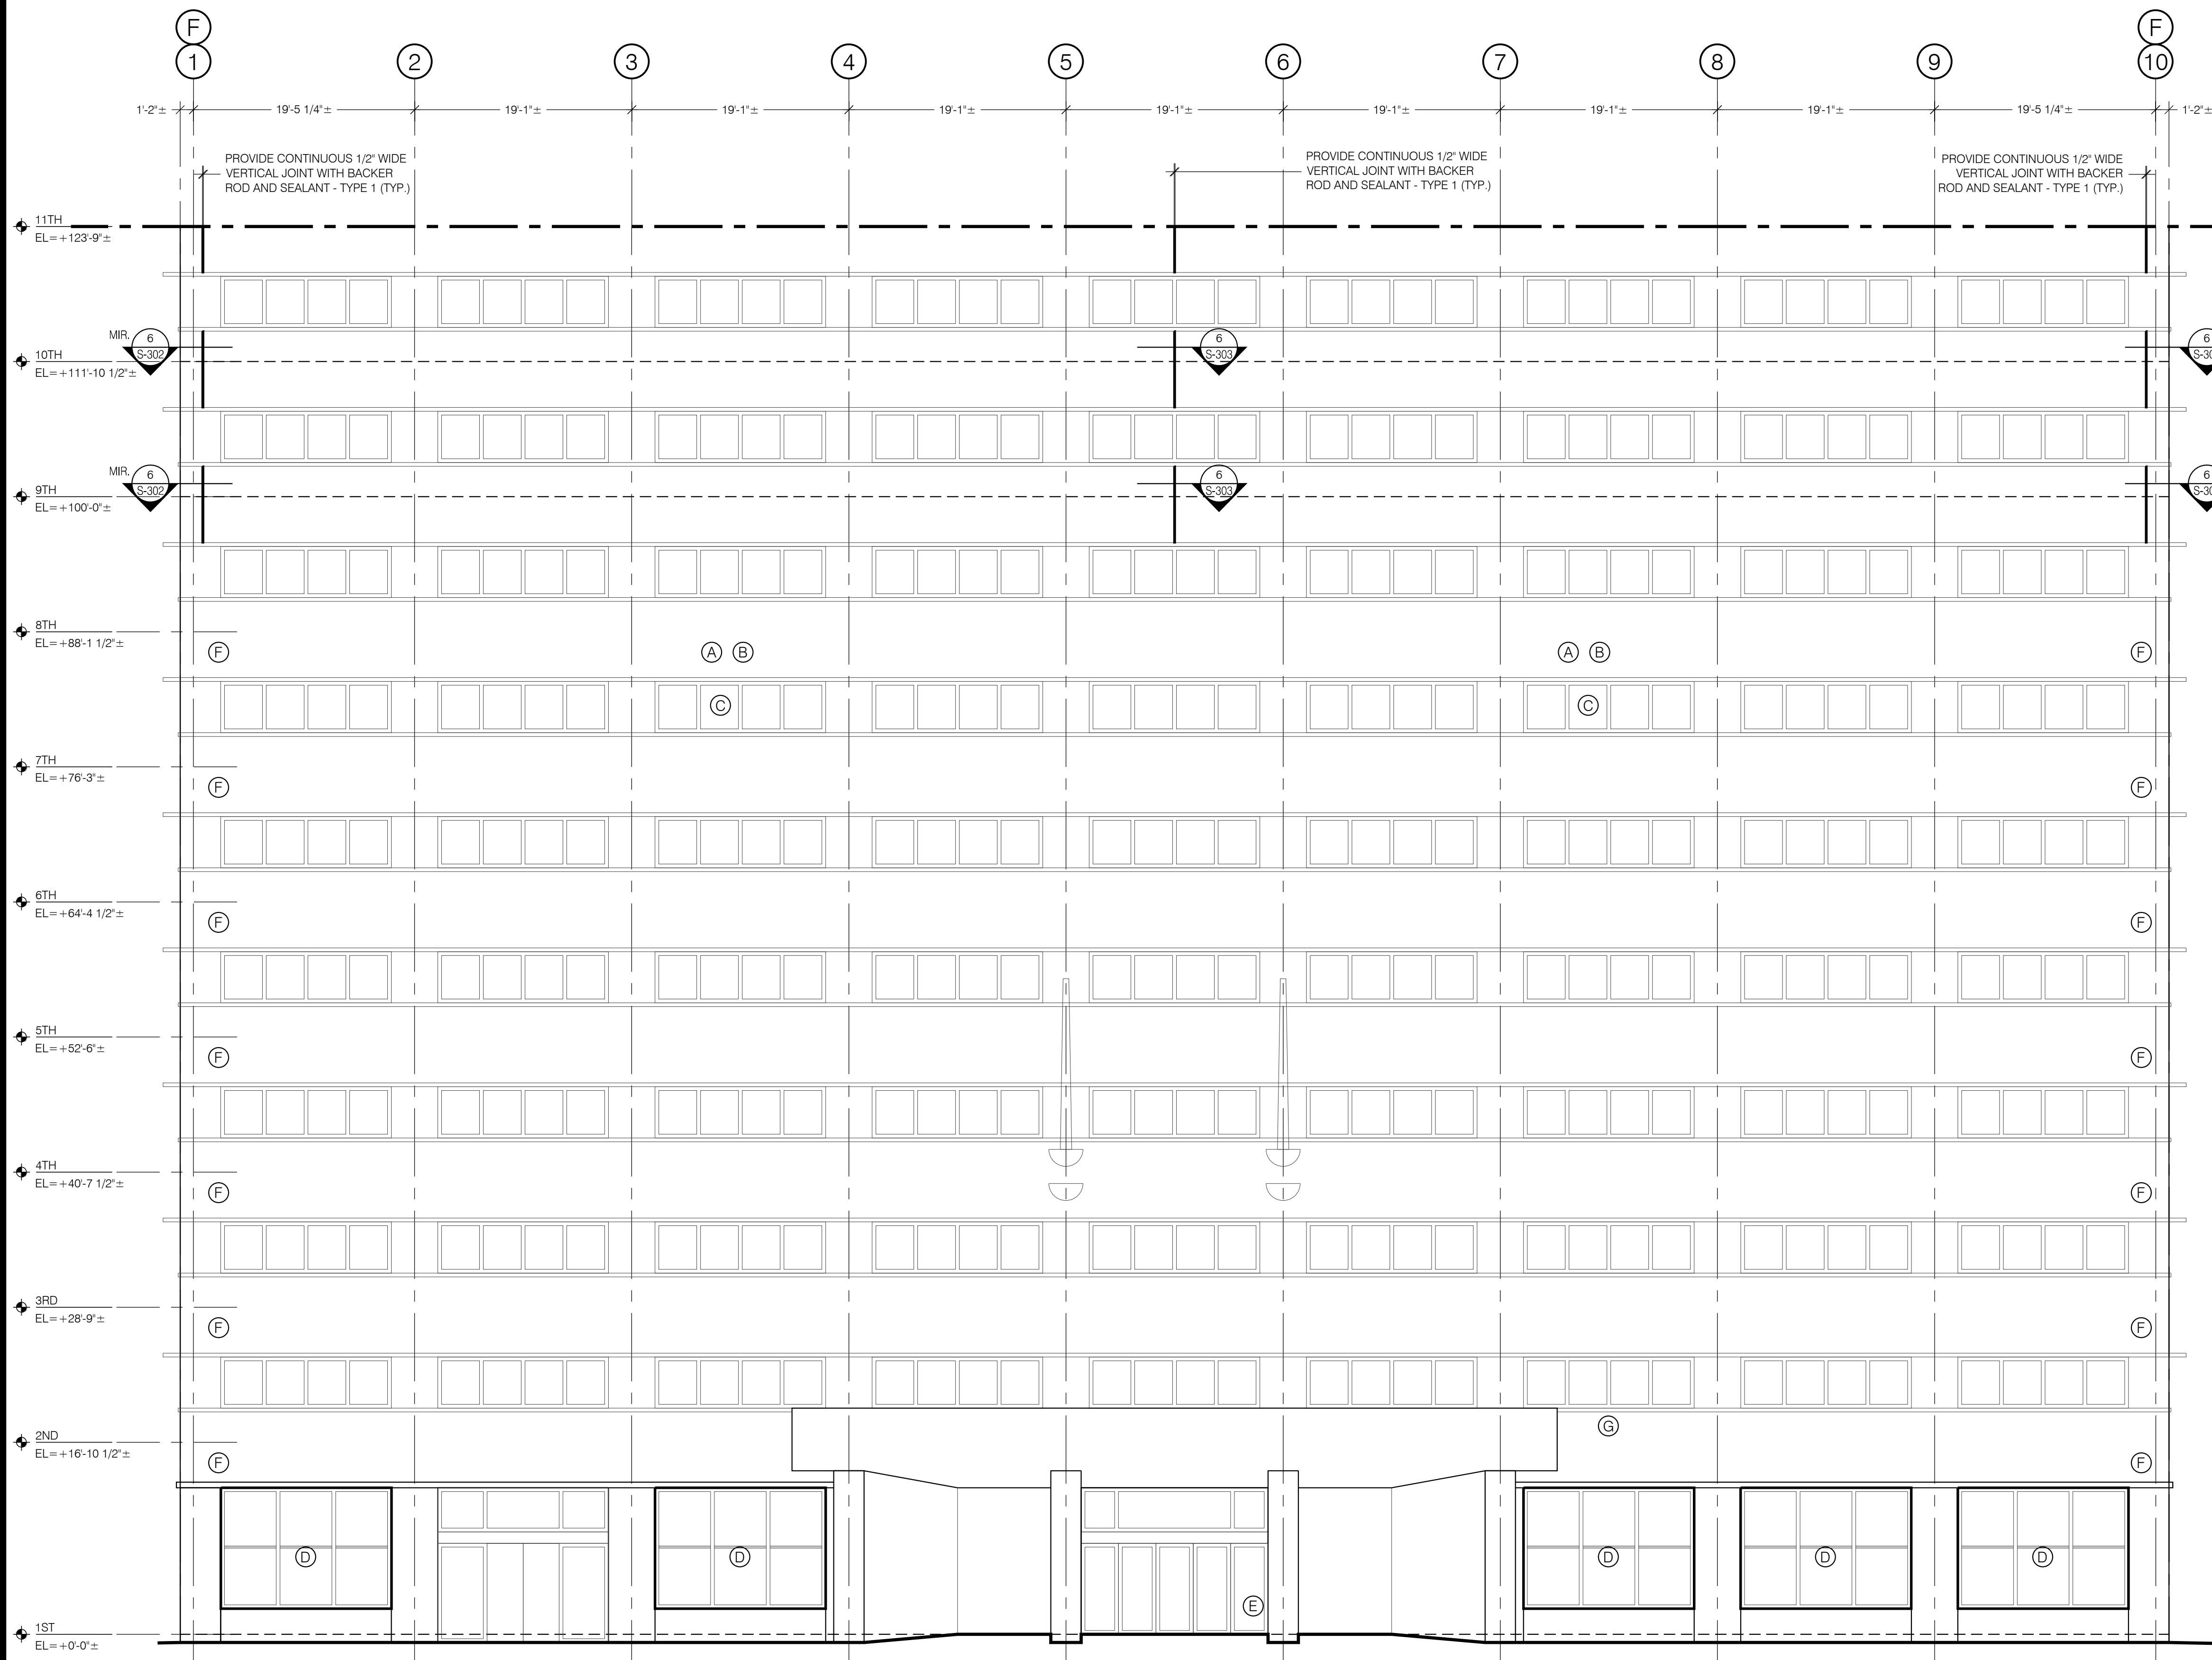 F
F
1
2
3
4
5
6
7
8
9
10
1'-2"±
19'-5 1/4"±
19'-1"±
19'-1"±
19'-1"±
19'-1"±
19'-1"±
19'-1"±
19'-1"±
19'-5 1/4"±
1'-2"±
PROVIDE CONTINUOUS 1/2" WIDE
VERTICAL JOINT WITH BACKER
ROD AND SEALANT - TYPE 1 (TYP.)
PROVIDE CONTINUOUS 1/2" WIDE
VERTICAL JOINT WITH BACKER
ROD AND SEALANT - TYPE 1 (TYP.)
PROVIDE CONTINUOUS 1/2" WIDE
VERTICAL JOINT WITH BACKER
ROD AND SEALANT - TYPE 1 (TYP.)
11TH
EL=+123'-9"±
MIR.
6
S-302
6
S-303
6
10TH
EL=+111'-10 1/2"±
MIR.
6
S-302
6
S-303
6
9TH
EL=+100'-0"±
8TH
EL=+88'-1 1/2"±
F
A
B
A
B
F
C
C
7TH
EL=+76'-3"±
F
F
6TH
EL=+64'-4 1/2"±
F
F
5TH
EL=+52'-6"±
F
F
4TH
EL=+40'-7 1/2"±
F
F
3RD
EL=+28'-9"±
F
F
G
2ND
EL=+16'-10 1/2"±
F
F
D
D
D
D
D
E
1ST
EL=+0'-0"±